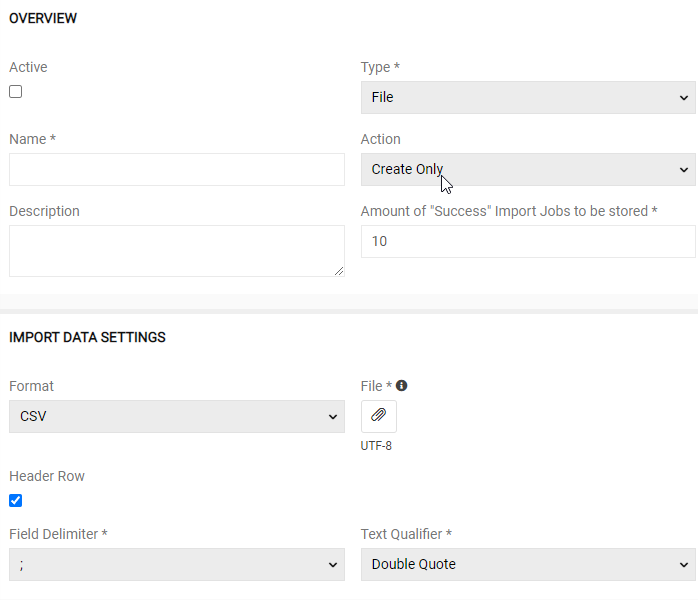 OVERVIEW
Active
Type *
File
Name *
Action
Create Only
Description
Amount of "Success" Import Jobs to be stored *
10
IMPORT DATA SETTINGS
Format
File *
CSV
UTF-8
Header Row
Field Delimiter *
Text Qualifier *
;
Double Quote